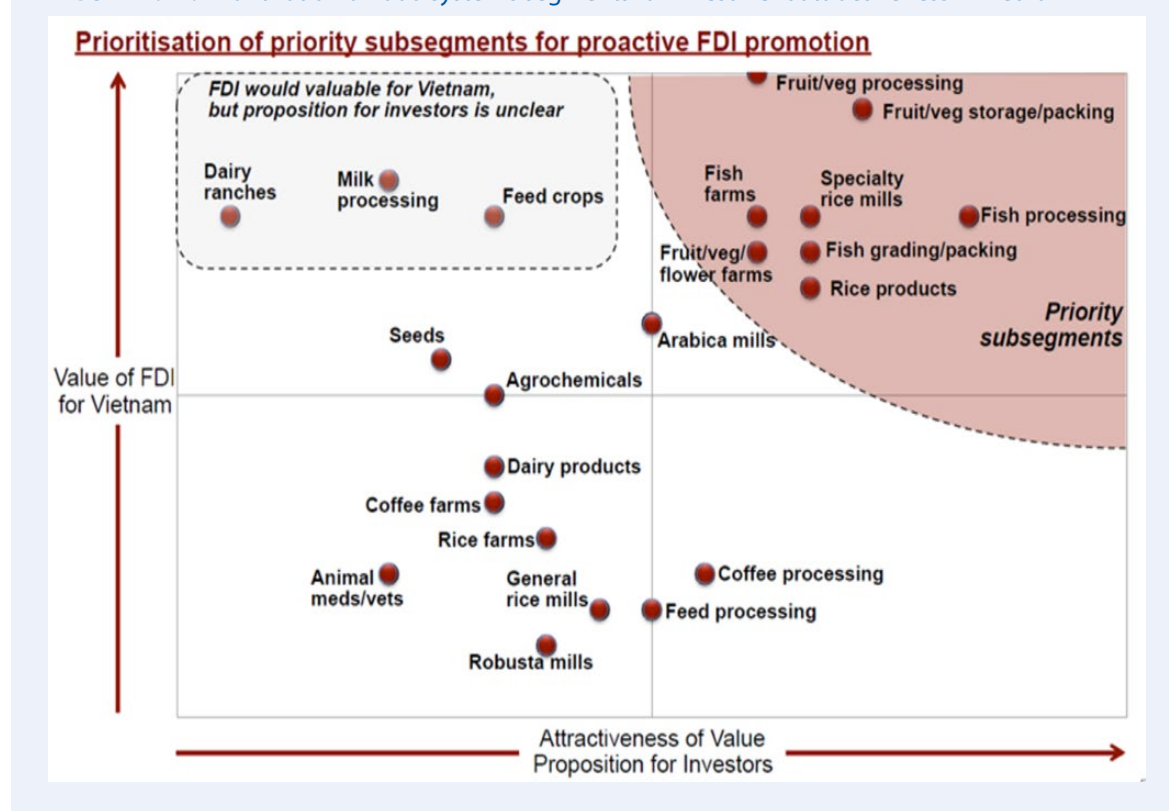 Prioritisation of priority subsegments for proactive FDI promotion
FDI would valuable for Vietnam,
but proposition for investors is unclear
Fruit/veg processing
Fruit/veg storage/packing
Dairy
ranches
Milk
processing
Feed crops
Fish
farms
Specialty
rice mills
Fish processing
Fruit/veg/
flower farms
Fish grading/packing
Rice products
Priority
subsegments
Arabica mills
Seeds
Agrochemicals
Value of FDI
for Vietnam
Dairy products
Coffee farms
Rice farms
Animal
meds/vets
General
rice mills
Coffee processing
Feed processing
Robusta mills
Attractiveness of Value
Proposition for Investors